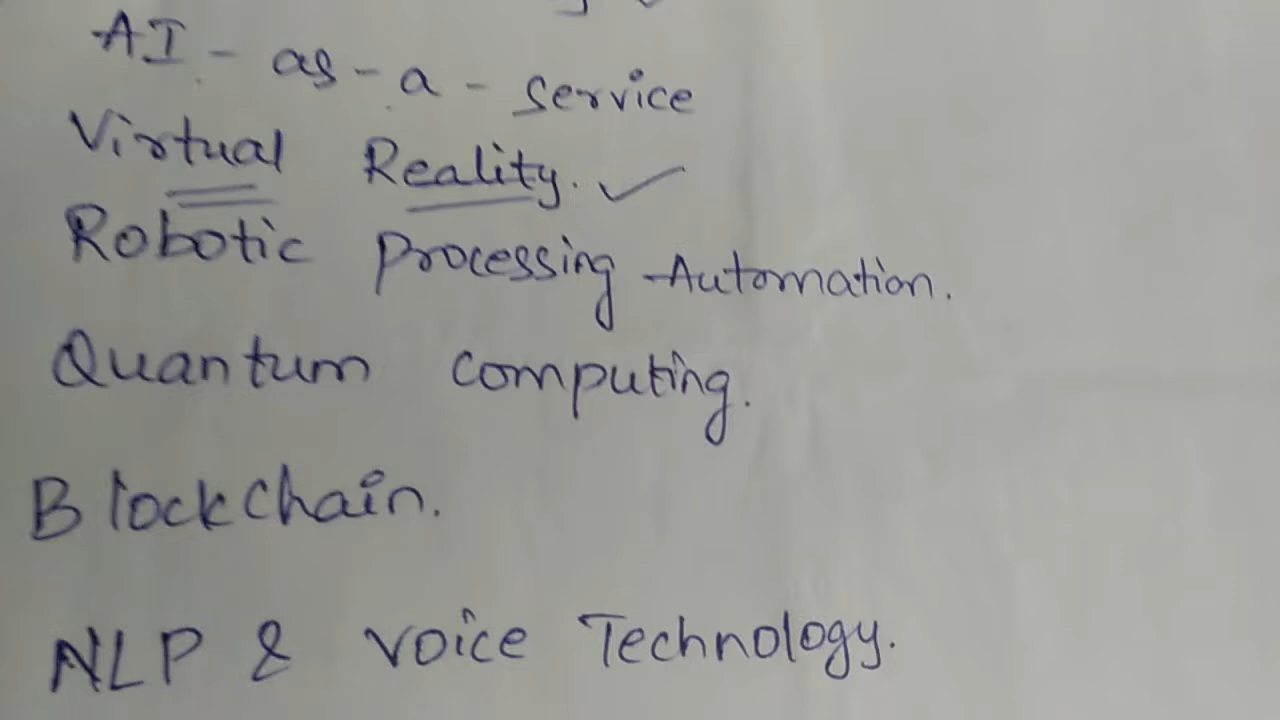 AI - as - a - Service
Virtual Reality. ✓
Robotic Processing Automation.
Quantum computing.
Blockchain.
NLP & Voice Technology.